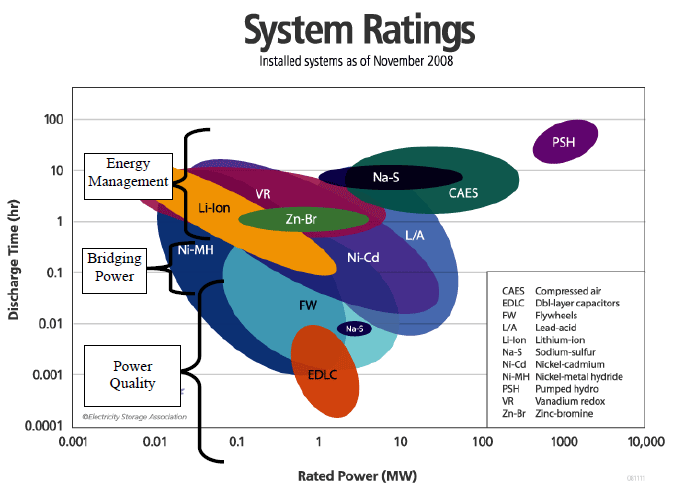 System Ratings
Installed systems as of November 2008
Discharge Time (hr)
100
10
1
0.1
0.01
0.001
0.0001
Energy
Management
Bridging
Power
Power
Quality
PSH
Na-S
CAES
VR
Li-Ion
Zn-Br
L/A
Ni-MH
Ni-Cd
FW
Na-S
EDLC
CAES Compressed air
EDLC Dbl-layer capacitors
FW Flywheels
L/A Lead-acid
Li-Ion Lithium-ion
Na-S Sodium-sulfur
Ni-Cd Nickel-cadmium
Ni-MH Nickel-metal hydride
PSH Pumped hydro
VR Vanadium redox
Zn-Br Zinc-bromine
©Electricity Storage Association
0.001 0.01 0.1 1 10 100 1000 10,000
Rated Power (MW)